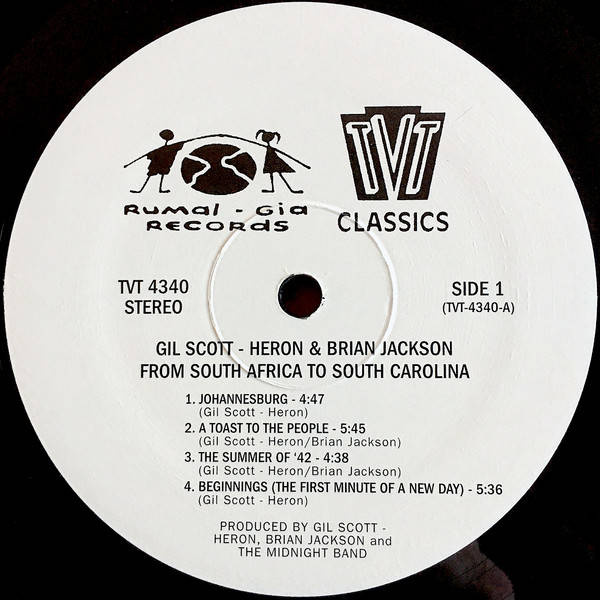 Rumal - Gia
RECORDS
TVT
CLASSICS
TVT 4340
STEREO
SIDE 1
(TVT-4340-A)
GIL SCOTT - HERON & BRIAN JACKSON
FROM SOUTH AFRICA TO SOUTH CAROLINA
1. JOHANNESBURG - 4:47
(Gil Scott - Heron)
2. A TOAST TO THE PEOPLE - 5:45
(Gil Scott - Heron/Brian Jackson)
3. THE SUMMER OF '42 - 4:38
(Gil Scott - Heron/Brian Jackson)
4. BEGINNINGS (THE FIRST MINUTE OF A NEW DAY) - 5:36
(Gil Scott - Heron)
PRODUCED BY GIL SCOTT -
HERON, BRIAN JACKSON and
THE MIDNIGHT BAND